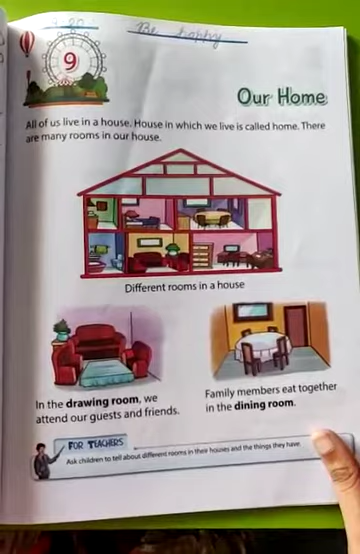 Be happy
9
Our Home
All of us live in a house. House in which we live is called home. There
are many rooms in our house.
Different rooms in a house
In the drawing room, we
attend our guests and friends.
Family members eat together
in the dining room.
FOR TEACHERS
Ask children to tell about different rooms in their houses and the things they have